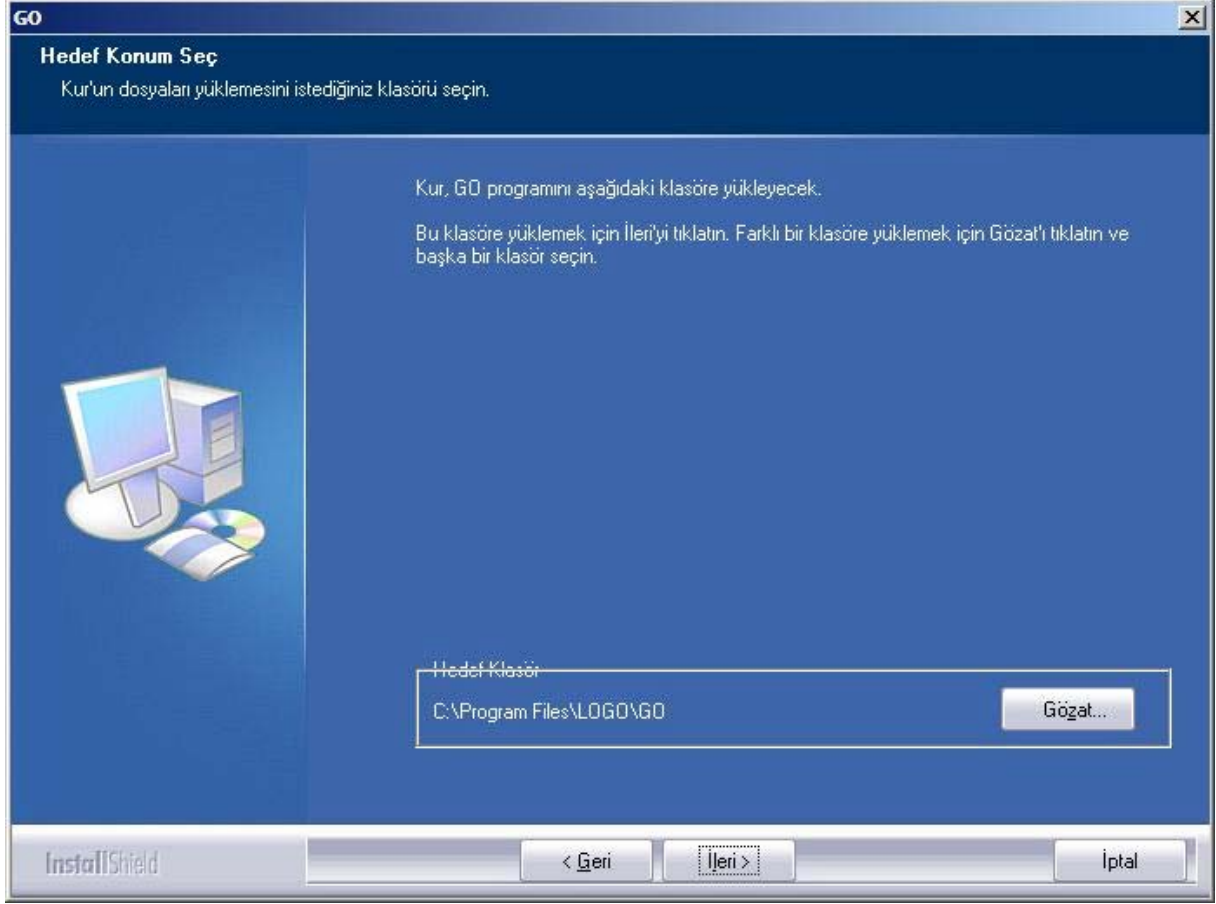 GO
Hedef Konum Seç
Kur'un dosyaları yüklemesini istediğiniz klasörü seçin.
Kur, GO programını aşağıdaki klasöre yükleyecek.
Bu klasöre yüklemek için İleri'yi tıklatın. Farklı bir klasöre yüklemek için Gözat'ı tıklatın ve
başka bir klasör seçin.
Hedef Klasör
C:\Program Files\LOGO\GO
Gözat...
InstallShield
< Geri
İleri >
İptal